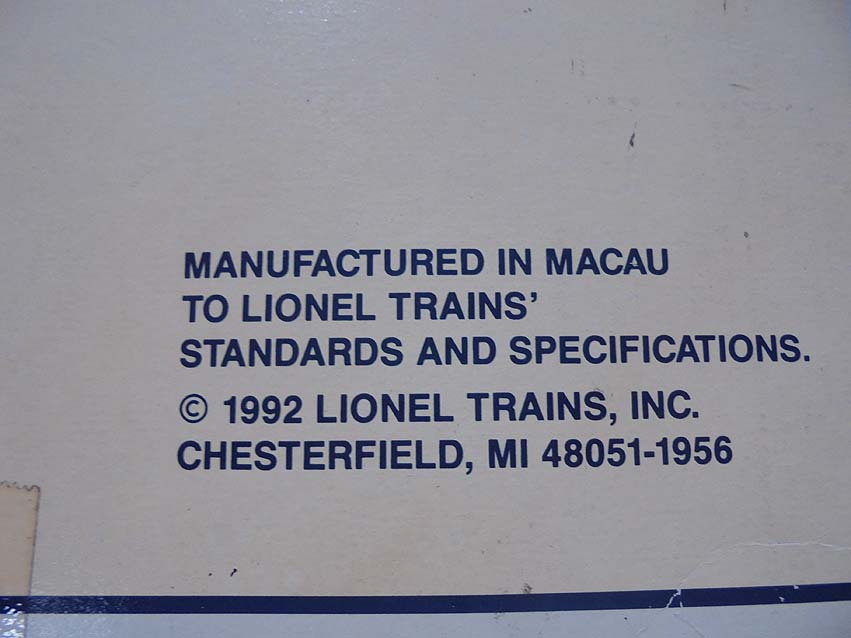 MANUFACTURED IN MACAU
TO LIONEL TRAINS'
STANDARDS AND SPECIFICATIONS.
© 1992 LIONEL TRAINS, INC.
CHESTERFIELD, MI 48051-1956